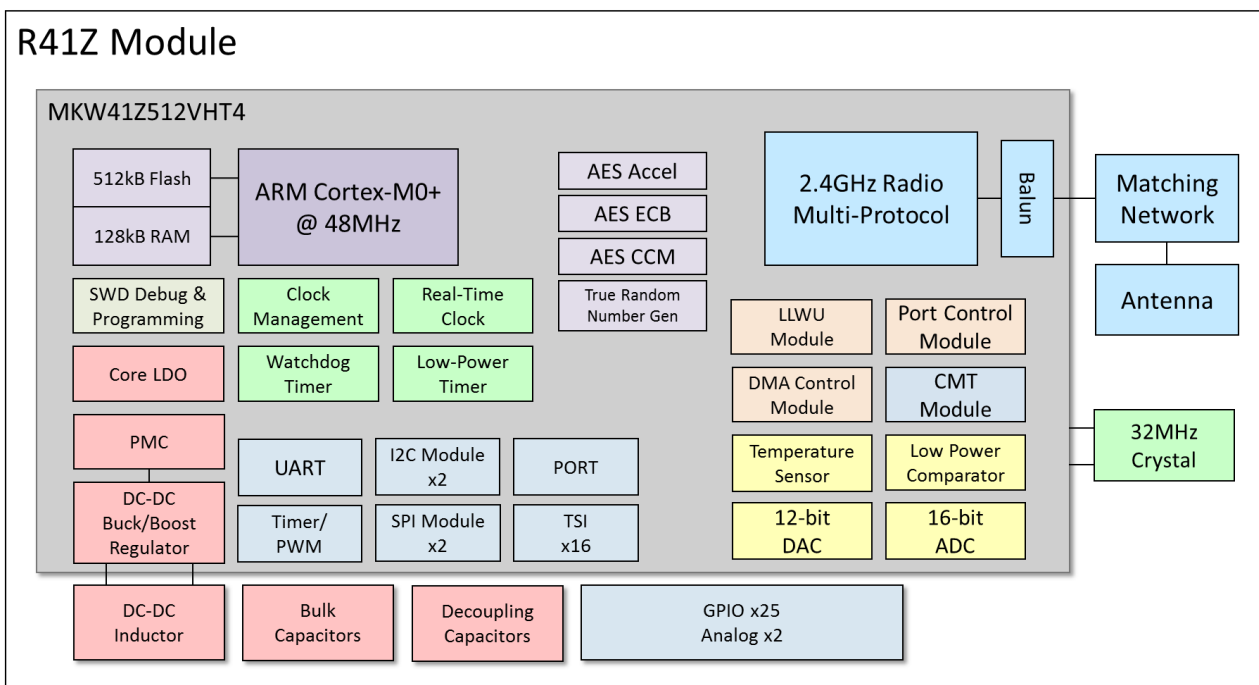 R41Z Module
MKW41Z512VHT4
512kB Flash
128kB RAM
ARM Cortex-M0+
@ 48MHz
AES Accel
AES ECB
AES CCM
True Random
Number Gen
2.4GHz Radio
Multi-Protocol
Balun
Matching
Network
Antenna
SWD Debug &
Programming
Clock
Management
Real-Time
Clock
Core LDO
Watchdog
Timer
Low-Power
Timer
LLWU
Module
Port Control
Module
DMA Control
Module
CMT
Module
PMC
UART
I2C Module
x2
PORT
Temperature
Sensor
Low Power
Comparator
32MHz
Crystal
DC-DC
Buck/Boost
Regulator
Timer/
PWM
SPI Module
x2
TSI
x16
12-bit
DAC
16-bit
ADC
DC-DC
Inductor
Bulk
Capacitors
Decoupling
Capacitors
GPIO x25
Analog x2